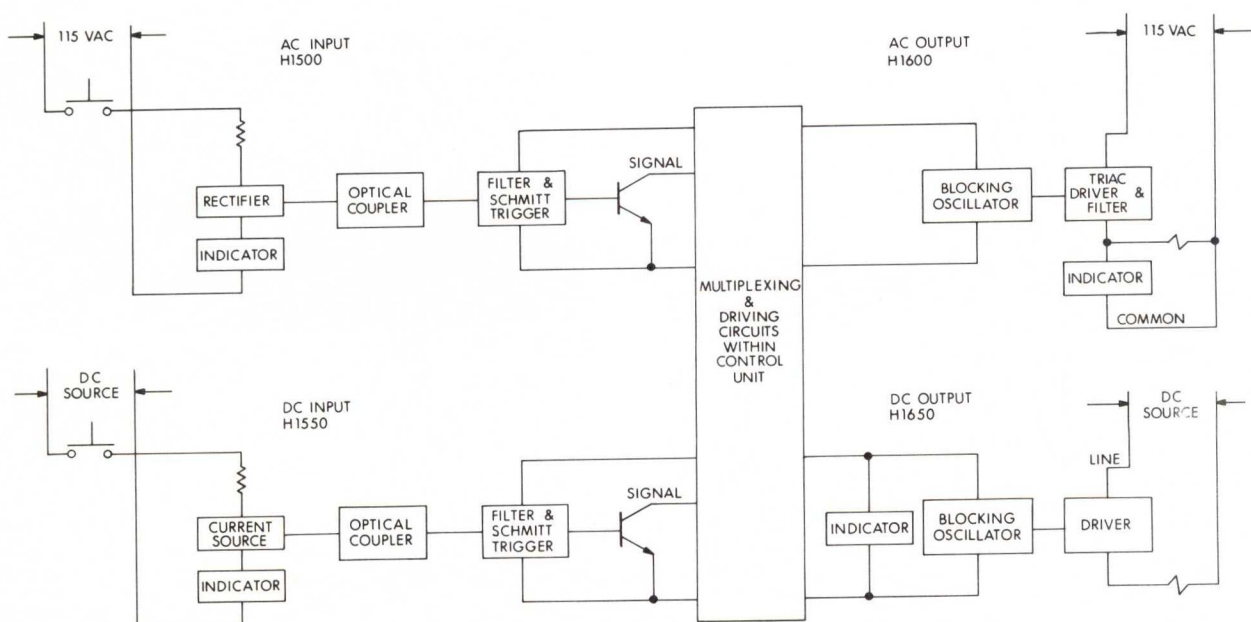 115 VAC
AC INPUT
H1500
RECTIFIER
INDICATOR
OPTICAL
COUPLER
FILTER &
SCHMITT
TRIGGER
SIGNAL
MULTIPLEXING
&
DRIVING
CIRCUITS
WITHIN
CONTROL
UNIT
AC OUTPUT
H1600
115 VAC
BLOCKING
OSCILLATOR
TRIAC
DRIVER &
FILTER
INDICATOR
COMMON
DC
SOURCE
DC INPUT
H1550
CURRENT
SOURCE
INDICATOR
OPTICAL
COUPLER
FILTER &
SCHMITT
TRIGGER
SIGNAL
DC OUTPUT
H1650
DC
SOURCE
LINE
INDICATOR
BLOCKING
OSCILLATOR
DRIVER